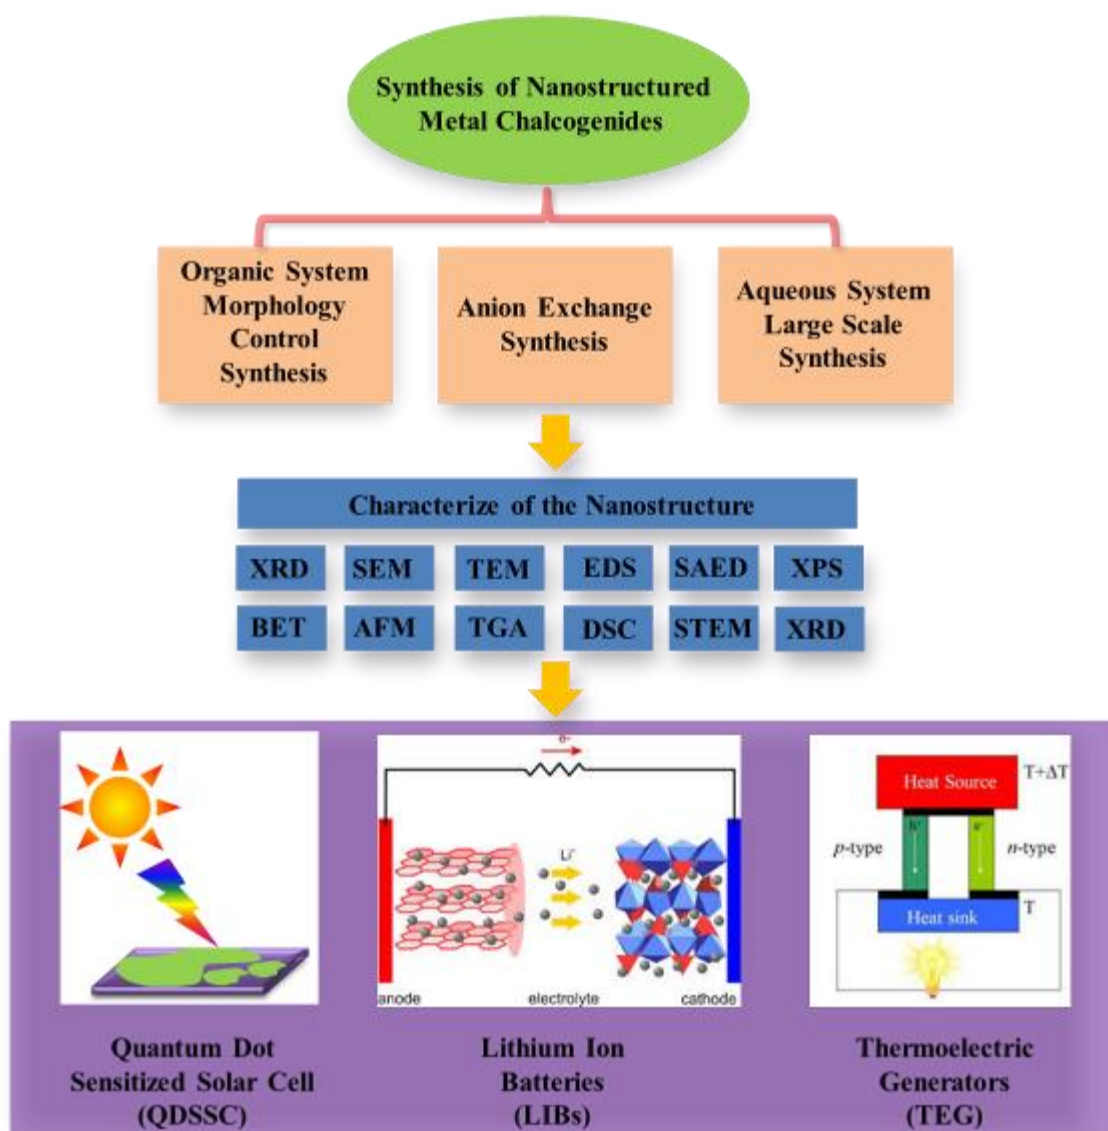 Synthesis of Nanostructured
Metal Chalcogenides
Organic System
Morphology
Control
Synthesis
Anion Exchange
Synthesis
Aqueous System
Large Scale
Synthesis
Characterize of the Nanostructure
XRD SEM TEM EDS SAED XPS
BET AFM TGA DSC STEM XRD
e-
Li⁺
anode electrolyte cathode
Heat Source
T+ΔT
h⁺ e⁻
p-type n-type
Heat sink
T
Quantum Dot
Sensitized Solar Cell
(QDSSC)
Lithium Ion
Batteries
(LIBs)
Thermoelectric
Generators
(TEG)